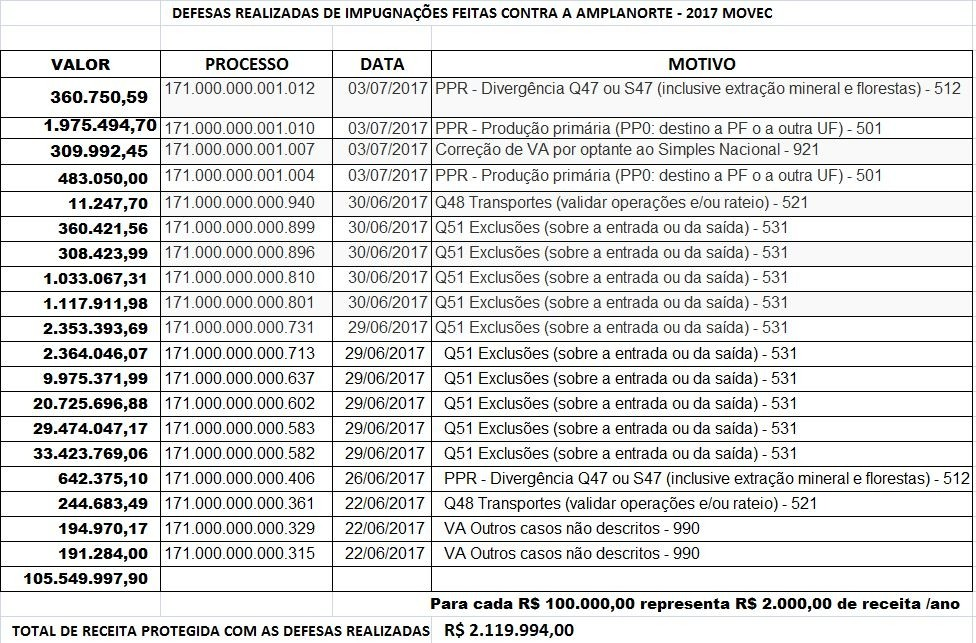 DEFESAS REALIZADAS DE IMPUGNAÇÕES FEITAS CONTRA A AMPLANORTE - 2017 MOVEC
VALOR PROCESSO DATA MOTIVO
360.750,59 171.000.000.001.012 03/07/2017 PPR - Divergência Q47 ou S47 (inclusive extração mineral e florestas) - 512
1.975.494,70 171.000.000.001.010 03/07/2017 PPR - Produção primária (PP0: destino a PF o a outra UF) - 501
309.992,45 171.000.000.001.007 03/07/2017 Correção de VA por optante ao Simples Nacional - 921
483.050,00 171.000.000.001.004 03/07/2017 PPR - Produção primária (PP0: destino a PF o a outra UF) - 501
11.247,70 171.000.000.000.940 30/06/2017 Q48 Transportes (validar operações e/ou rateio) - 521
360.421,56 171.000.000.000.899 30/06/2017 Q51 Exclusões (sobre a entrada ou da saída) - 531
308.423,99 171.000.000.000.896 30/06/2017 Q51 Exclusões (sobre a entrada ou da saída) - 531
1.033.067,31 171.000.000.000.810 30/06/2017 Q51 Exclusões (sobre a entrada ou da saída) - 531
1.117.911,98 171.000.000.000.801 30/06/2017 Q51 Exclusões (sobre a entrada ou da saída) - 531
2.353.393,69 171.000.000.000.731 29/06/2017 Q51 Exclusões (sobre a entrada ou da saída) - 531
2.364.046,07 171.000.000.000.713 29/06/2017 Q51 Exclusões (sobre a entrada ou da saída) - 531
9.975.371,99 171.000.000.000.637 29/06/2017 Q51 Exclusões (sobre a entrada ou da saída) - 531
20.725.696,88 171.000.000.000.602 29/06/2017 Q51 Exclusões (sobre a entrada ou da saída) - 531
29.474.047,17 171.000.000.000.583 29/06/2017 Q51 Exclusões (sobre a entrada ou da saída) - 531
33.423.769,06 171.000.000.000.582 29/06/2017 Q51 Exclusões (sobre a entrada ou da saída) - 531
642.375,10 171.000.000.000.406 26/06/2017 PPR - Divergência Q47 ou S47 (inclusive extração mineral e florestas) - 512
244.683,49 171.000.000.000.361 22/06/2017 Q48 Transportes (validar operações e/ou rateio) - 521
194.970,17 171.000.000.000.329 22/06/2017 VA Outros casos não descritos - 990
191.284,00 171.000.000.000.315 22/06/2017 VA Outros casos não descritos - 990
105.549.997,90
Para cada R$ 100.000,00 representa R$ 2.000,00 de receita /ano
TOTAL DE RECEITA PROTEGIDA COM AS DEFESAS REALIZADAS R$ 2.119.994,00